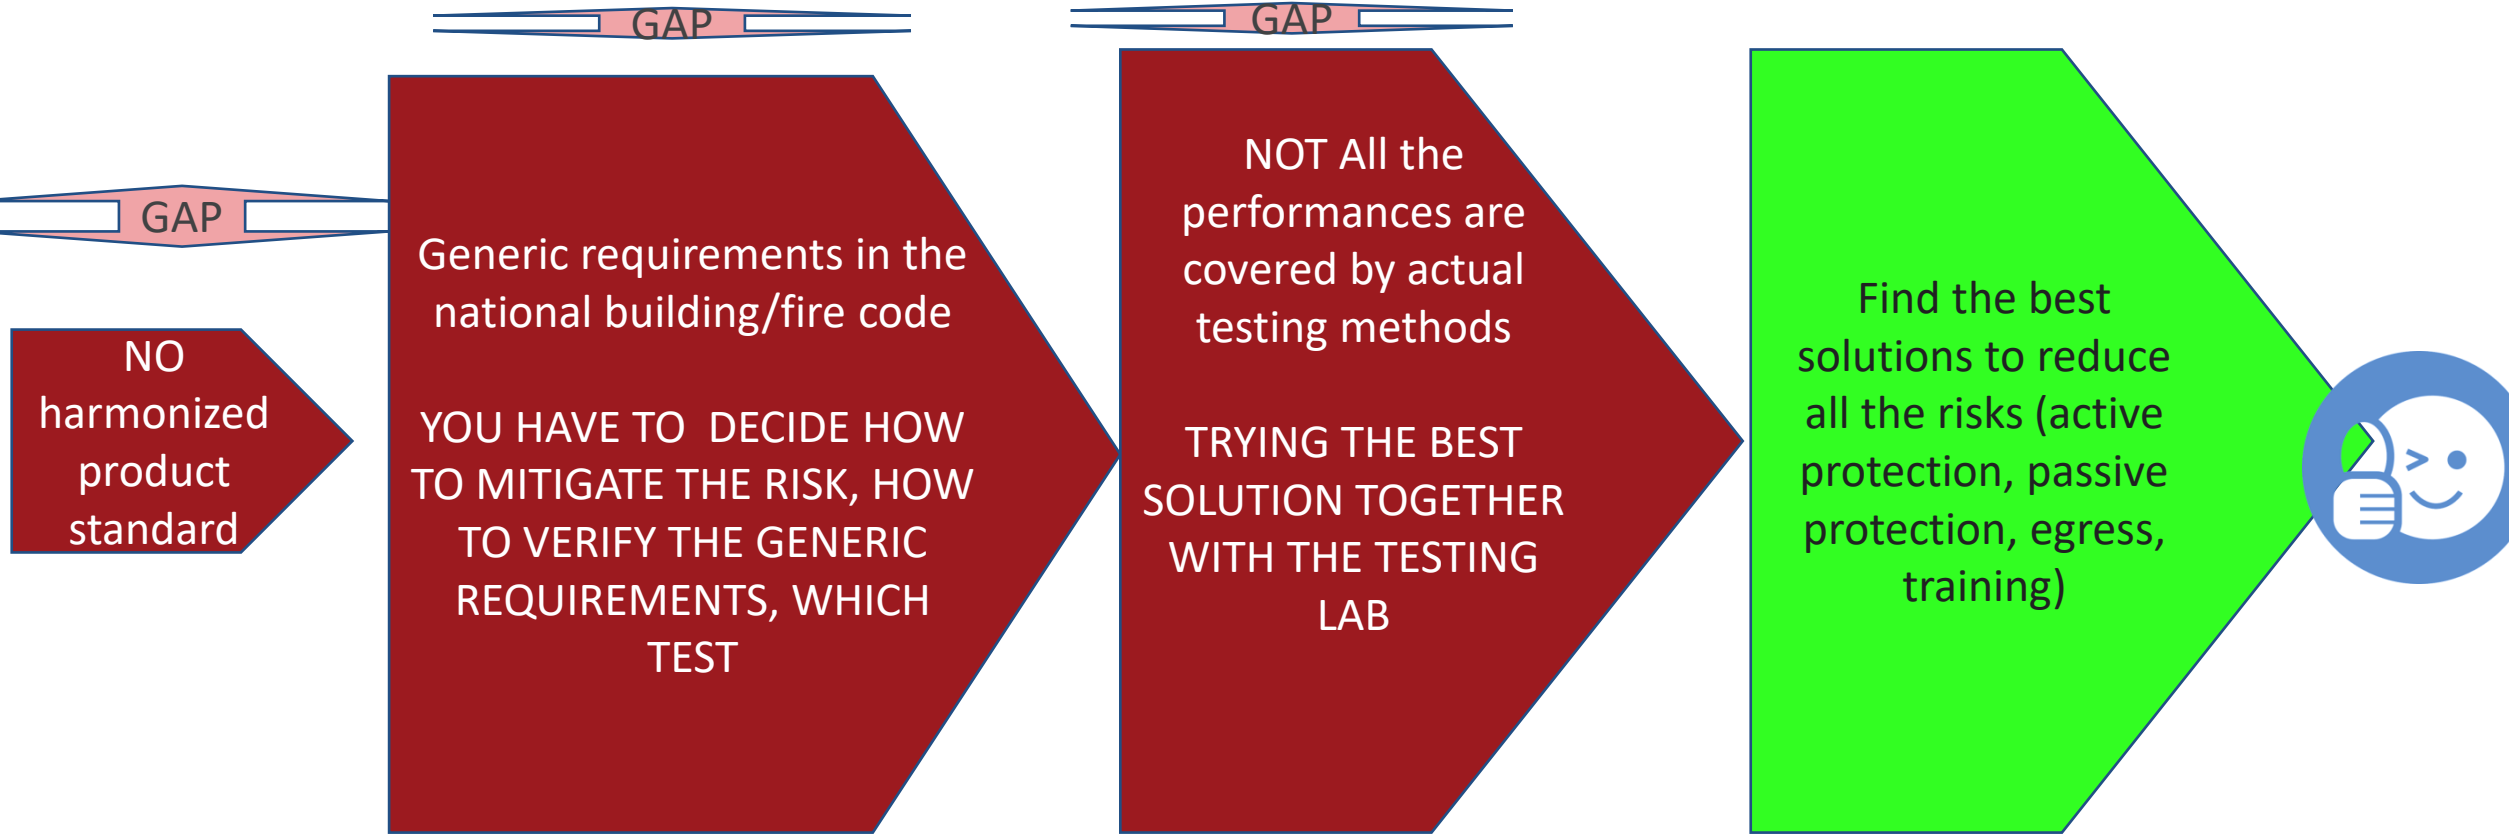 GAP
GAP
GAP
NO
harmonized
product
standard
Generic requirements in the
national building/fire code
YOU HAVE TO  DECIDE HOW
TO MITIGATE THE RISK, HOW
TO VERIFY THE GENERIC
REQUIREMENTS, WHICH
TEST
NOT All the
performances are
covered by actual
testing methods
TRYING THE BEST
SOLUTION TOGETHER
WITH THE TESTING
LAB
Find the best
solutions to reduce
all the risks (active
protection, passive
protection, egress,
training)